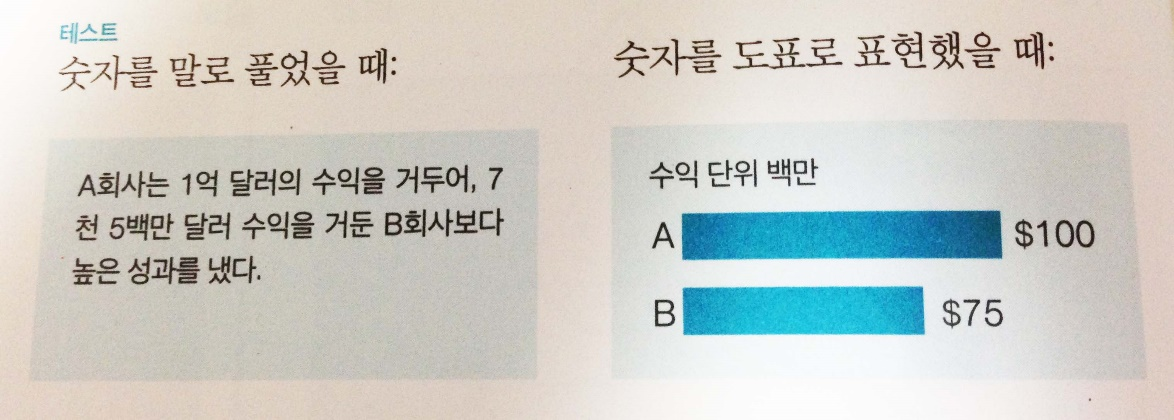 테스트
숫자를 말로 풀었을 때:
A회사는 1억 달러의 수익을 거두어, 7
천 5백만 달러 수익을 거둔 B회사보다
높은 성과를 냈다.
숫자를 도표로 표현했을 때:
수익 단위 백만
A $100
B $75